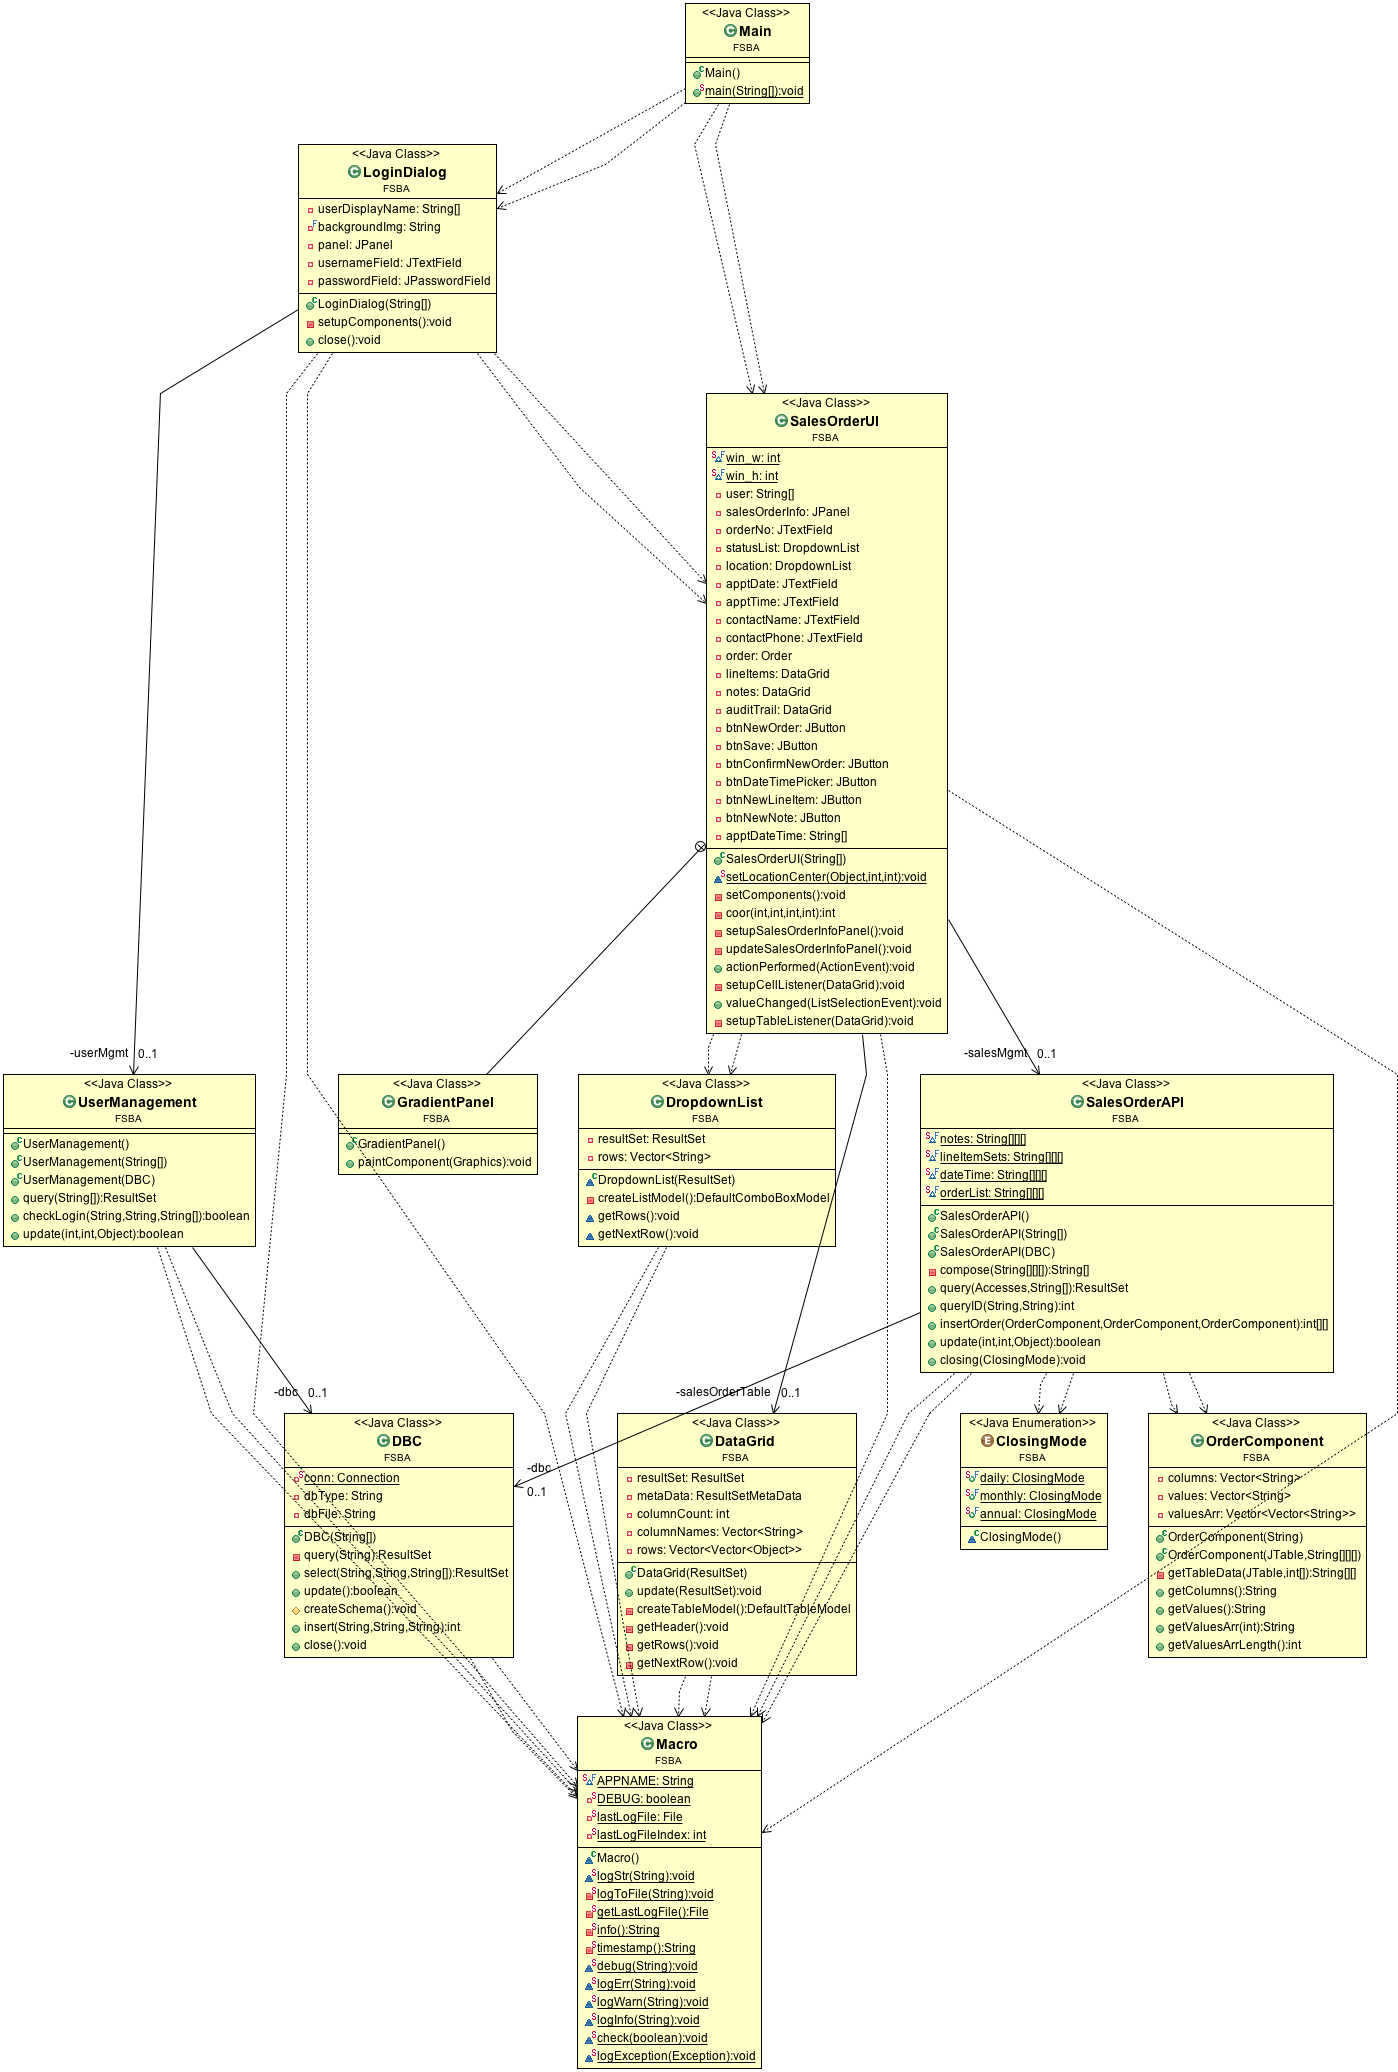 <<Java Class>>
Main
FSBA
Main()
main(String[]):void
<<Java Class>>
LoginDialog
FSBA
userDisplayName: String[]
backgroundImg: String
panel: JPanel
usernameField: JTextField
passwordField: JPasswordField
LoginDialog(String[])
setupComponents():void
close():void
<<Java Class>>
SalesOrderUI
FSBA
win_w: int
win_h: int
user: String[]
salesOrderInfo: JPanel
orderNo: JTextField
statusList: DropdownList
location: DropdownList
apptDate: JTextField
apptTime: JTextField
contactName: JTextField
contactPhone: JTextField
order: Order
lineItems: DataGrid
notes: DataGrid
auditTrail: DataGrid
btnNewOrder: JButton
btnSave: JButton
btnConfirmNewOrder: JButton
btnDateTimePicker: JButton
btnNewLineItem: JButton
btnNewNote: JButton
apptDateTime: String[]
SalesOrderUI(String[])
setLocationCenter(Object,int,int):void
setComponents():void
coor(int,int,int,int):int
setupSalesOrderInfoPanel():void
updateSalesOrderInfoPanel():void
actionPerformed(ActionEvent):void
setupCellListener(DataGrid):void
valueChanged(ListSelectionEvent):void
setupTableListener(DataGrid):void
-userMgmt 0..1
-salesMgmt 0..1
<<Java Class>>
UserManagement
FSBA
UserManagement()
UserManagement(String[])
UserManagement(DBC)
query(String[]):ResultSet
checkLogin(String,String,String[]):boolean
update(int,int,Object):boolean
<<Java Class>>
GradientPanel
FSBA
GradientPanel()
paintComponent(Graphics):void
<<Java Class>>
DropdownList
FSBA
resultSet: ResultSet
rows: Vector<String>
DropdownList(ResultSet)
createListModel():DefaultComboBoxModel
getRows():void
getNextRow():void
<<Java Class>>
SalesOrderAPI
FSBA
notes: String[][][]
lineItemSets: String[][][]
dateTime: String[][][]
orderList: String[][][]
SalesOrderAPI()
SalesOrderAPI(String[])
SalesOrderAPI(DBC)
compose(String[][][]):String[]
query(Accesses,String[]):ResultSet
queryID(String,String):int
insertOrder(OrderComponent,OrderComponent,OrderComponent):int[][]
update(int,int,Object):boolean
closing(ClosingMode):void
-dbc 0..1
-salesOrderTable 0..1
-dbc
0..1
<<Java Class>>
DBC
FSBA
conn: Connection
dbType: String
dbFile: String
DBC(String[])
query(String):ResultSet
select(String,String,String[]):ResultSet
update():boolean
createSchema():void
insert(String,String,String):int
close():void
<<Java Class>>
DataGrid
FSBA
resultSet: ResultSet
metaData: ResultSetMetaData
columnCount: int
columnNames: Vector<String>
rows: Vector<Vector<Object>>
DataGrid(ResultSet)
update(ResultSet):void
createTableModel():DefaultTableModel
getHeader():void
getRows():void
getNextRow():void
<<Java Enumeration>>
ClosingMode
FSBA
daily: ClosingMode
monthly: ClosingMode
annual: ClosingMode
ClosingMode()
<<Java Class>>
OrderComponent
FSBA
columns: Vector<String>
values: Vector<String>
valuesArr: Vector<Vector<String>>
OrderComponent(String)
OrderComponent(JTable,String[][][])
getTableData(JTable,int[]):String[][]
getColumns():String
getValues():String
getValuesArr(int):String
getValuesArrLength():int
<<Java Class>>
Macro
FSBA
APPNAME: String
DEBUG: boolean
lastLogFile: File
lastLogFileIndex: int
Macro()
logStr(String):void
logToFile(String):void
getLastLogFile():File
info():String
timestamp():String
debug(String):void
logErr(String):void
logWarn(String):void
logInfo(String):void
check(boolean):void
logException(Exception):void